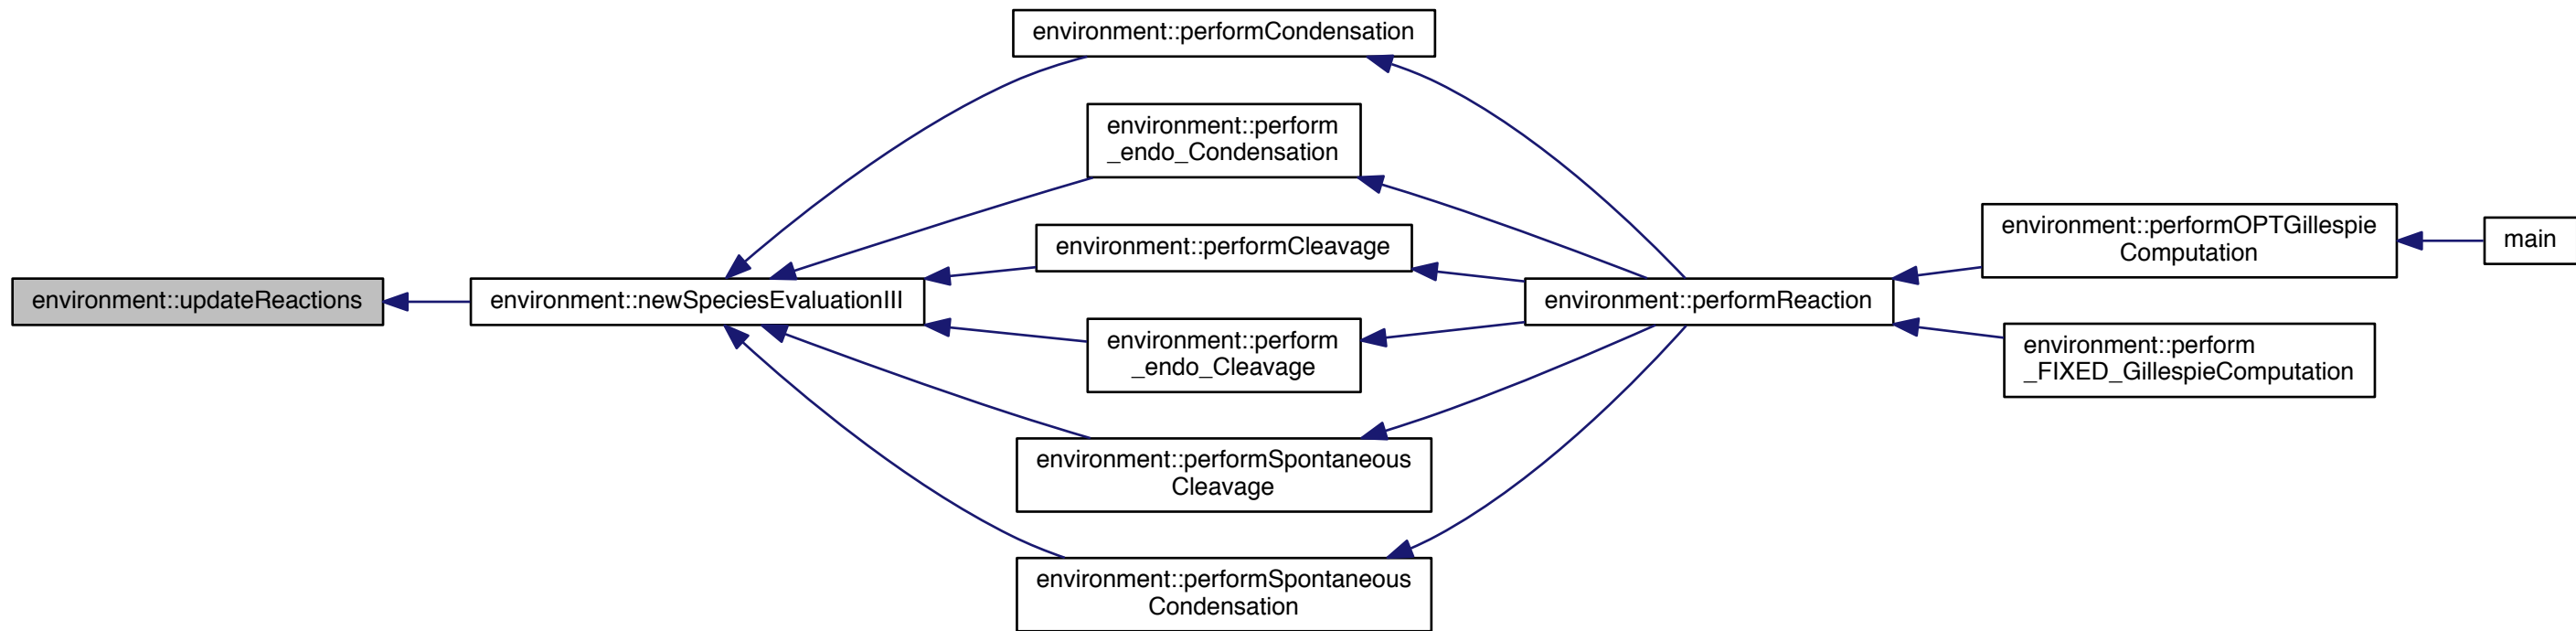 environment::performCondensation
environment::perform
_endo_Condensation
environment::performCleavage
environment::performOPTGillespie
Computation
main
environment::updateReactions
environment::newSpeciesEvaluationIII
environment::performReaction
environment::perform
_endo_Cleavage
environment::perform
_FIXED_GillespieComputation
environment::performSpontaneous
Cleavage
environment::performSpontaneous
Condensation